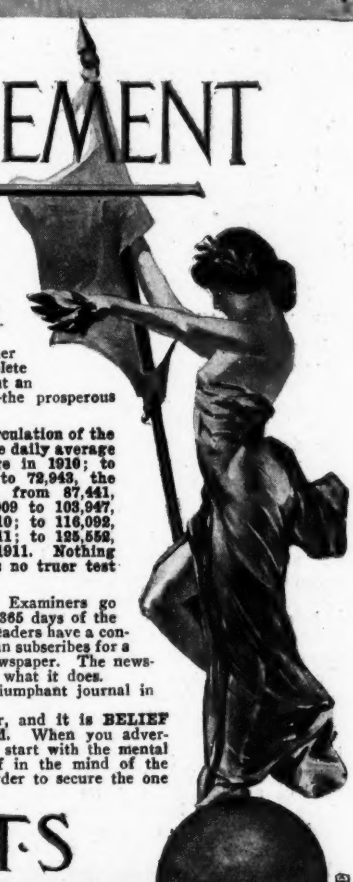 EMENT
er
lete
t an
the prosperous
culation of the
e daily average
re in 1910; to
to 72,943, the
from 87,441,
909 to 103,947,
10; to 116,092,
11; to 125,552,
1911. Nothing
s no truer test
Examiners go
365 days of the
eaders have a con-
an subscribes for a
wspaper. The news-
what it does.
iumphant journal in
r, and it is BELIEF
d. When you adver-
start with the mental
f in the mind of the
der to secure the one
T·S